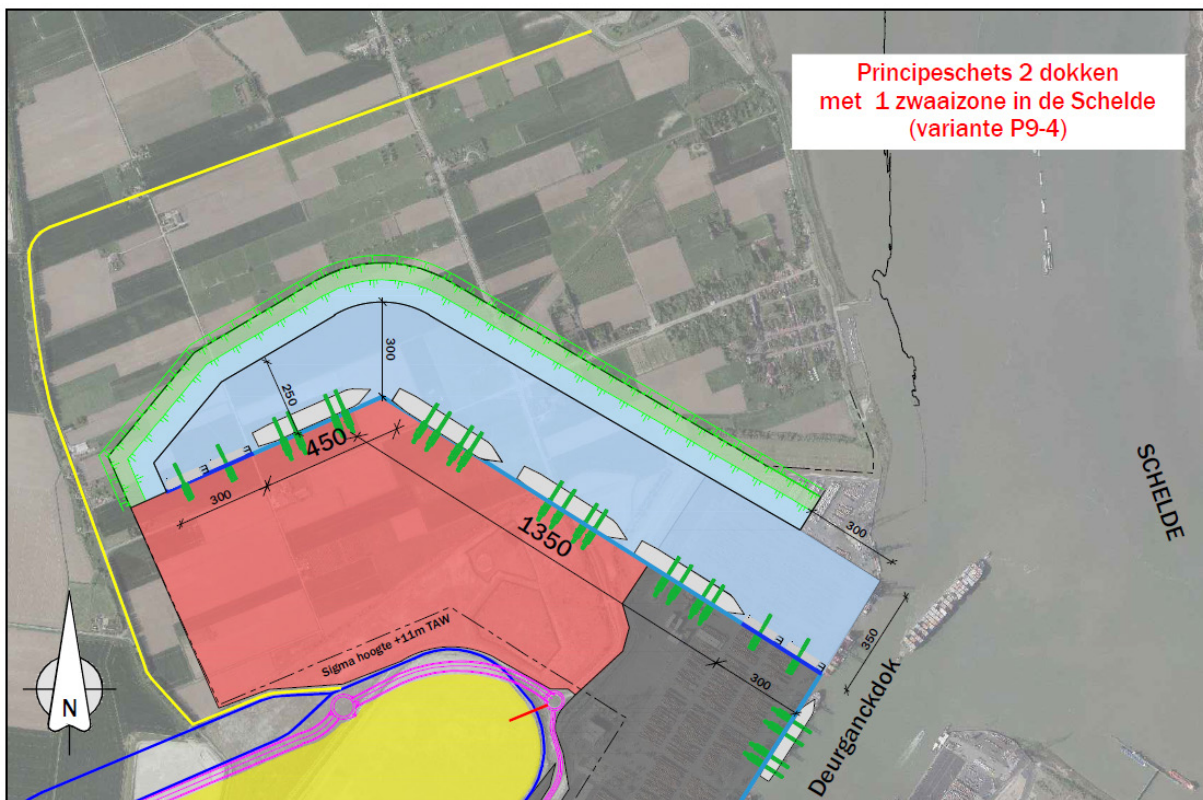 Principeschets 2 dokken
met 1 zwaaizone in de Schelde
(variante P9-4)
300
250
450
300
1350
300
SCHELDE
350
Sigma hoogte +11m TAW
300
Deurganckdok
N